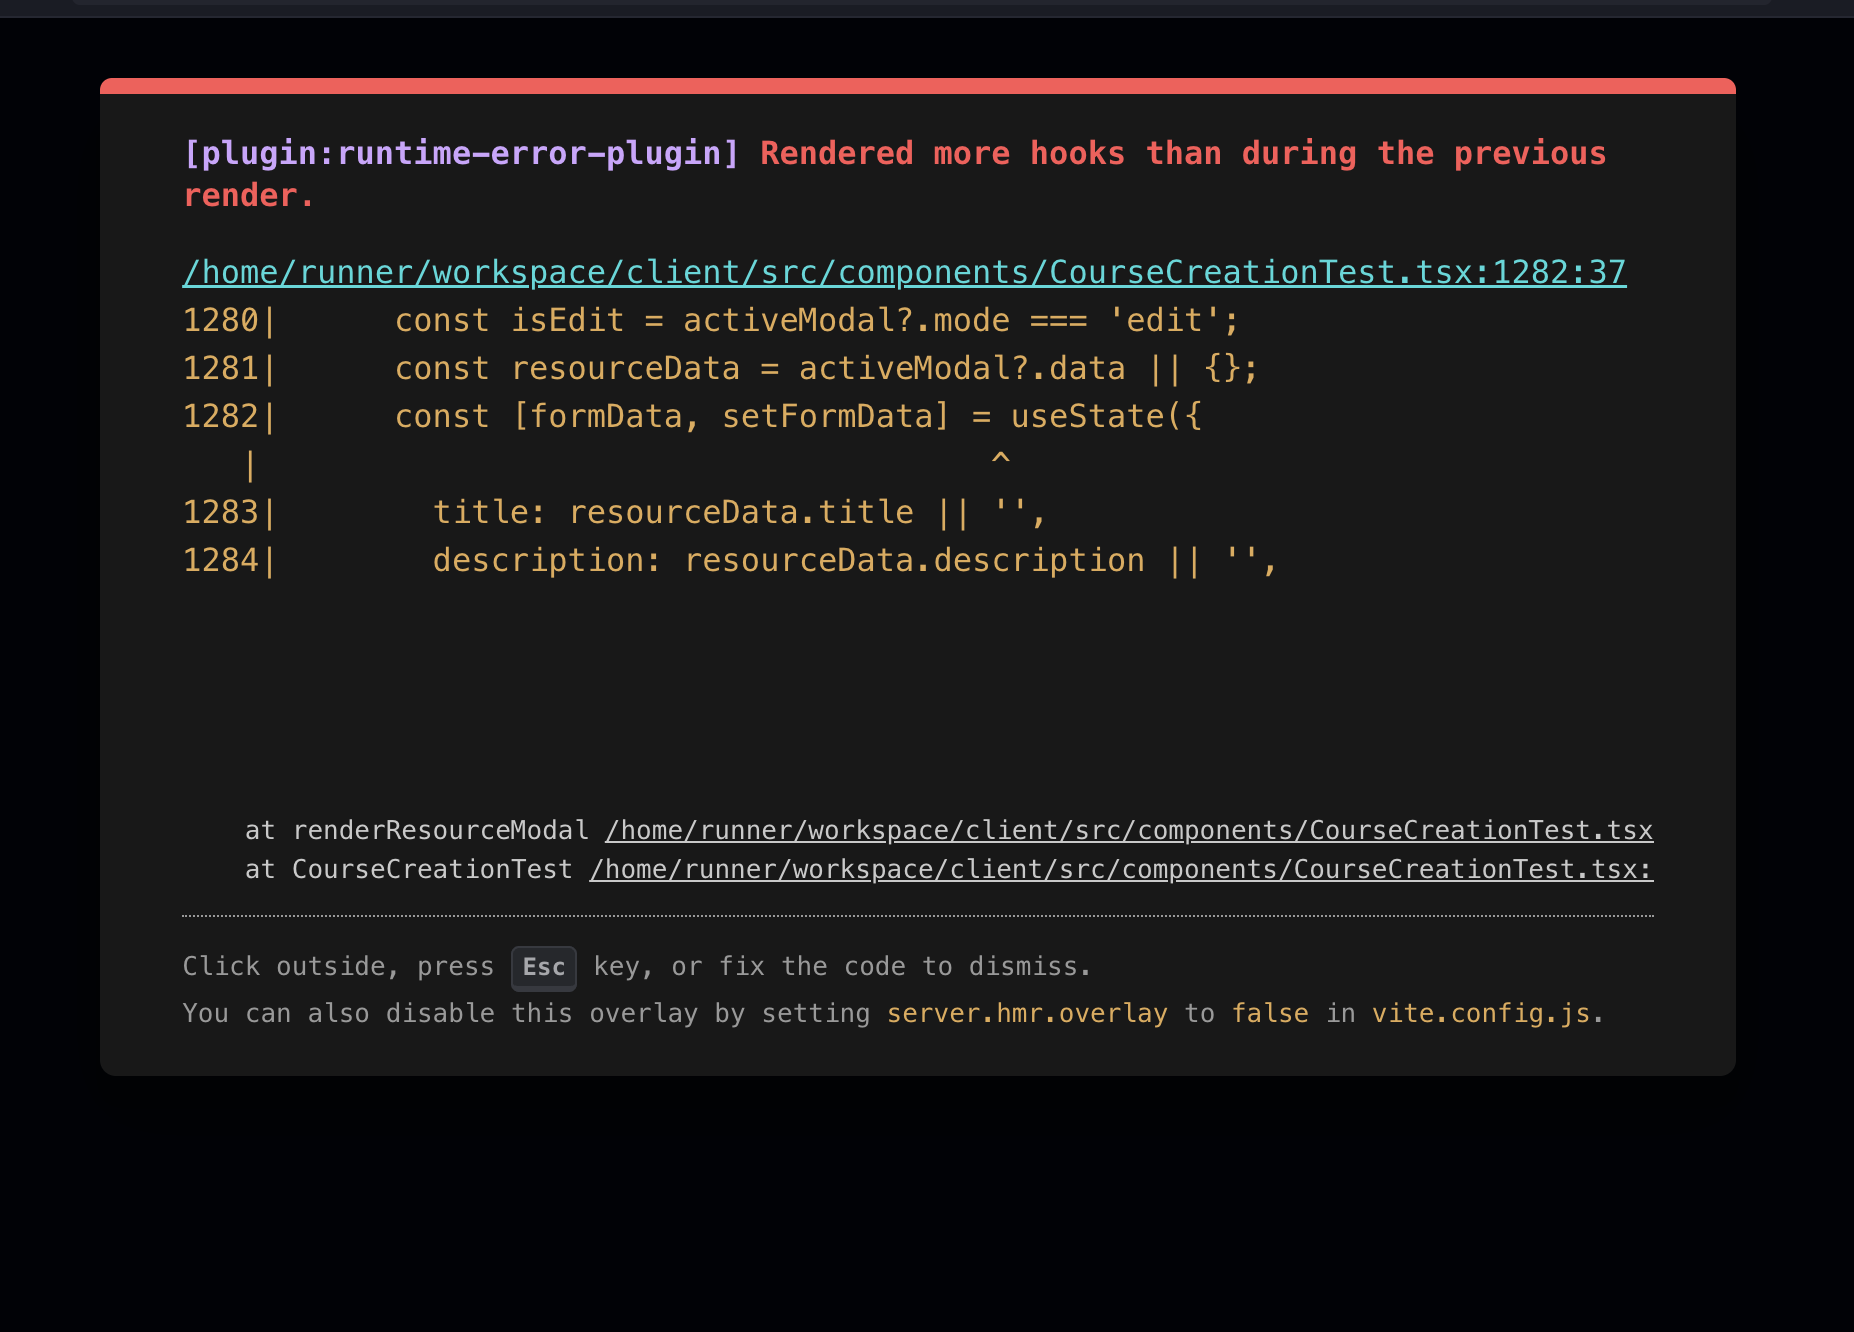 [plugin:runtime-error-plugin] Rendered more hooks than during the previous
render.
/home/runner/workspace/client/src/components/CourseCreationTest.tsx:1282:37
1280|      const isEdit = activeModal?.mode === 'edit';
1281|      const resourceData = activeModal?.data || {};
1282|      const [formData, setFormData] = useState({
   |                                      ^
1283|        title: resourceData.title || '',
1284|        description: resourceData.description || '',
    at renderResourceModal /home/runner/workspace/client/src/components/CourseCreationTest.tsx
    at CourseCreationTest /home/runner/workspace/client/src/components/CourseCreationTest.tsx:
Click outside, press Esc key, or fix the code to dismiss.
You can also disable this overlay by setting server.hmr.overlay to false in vite.config.js.